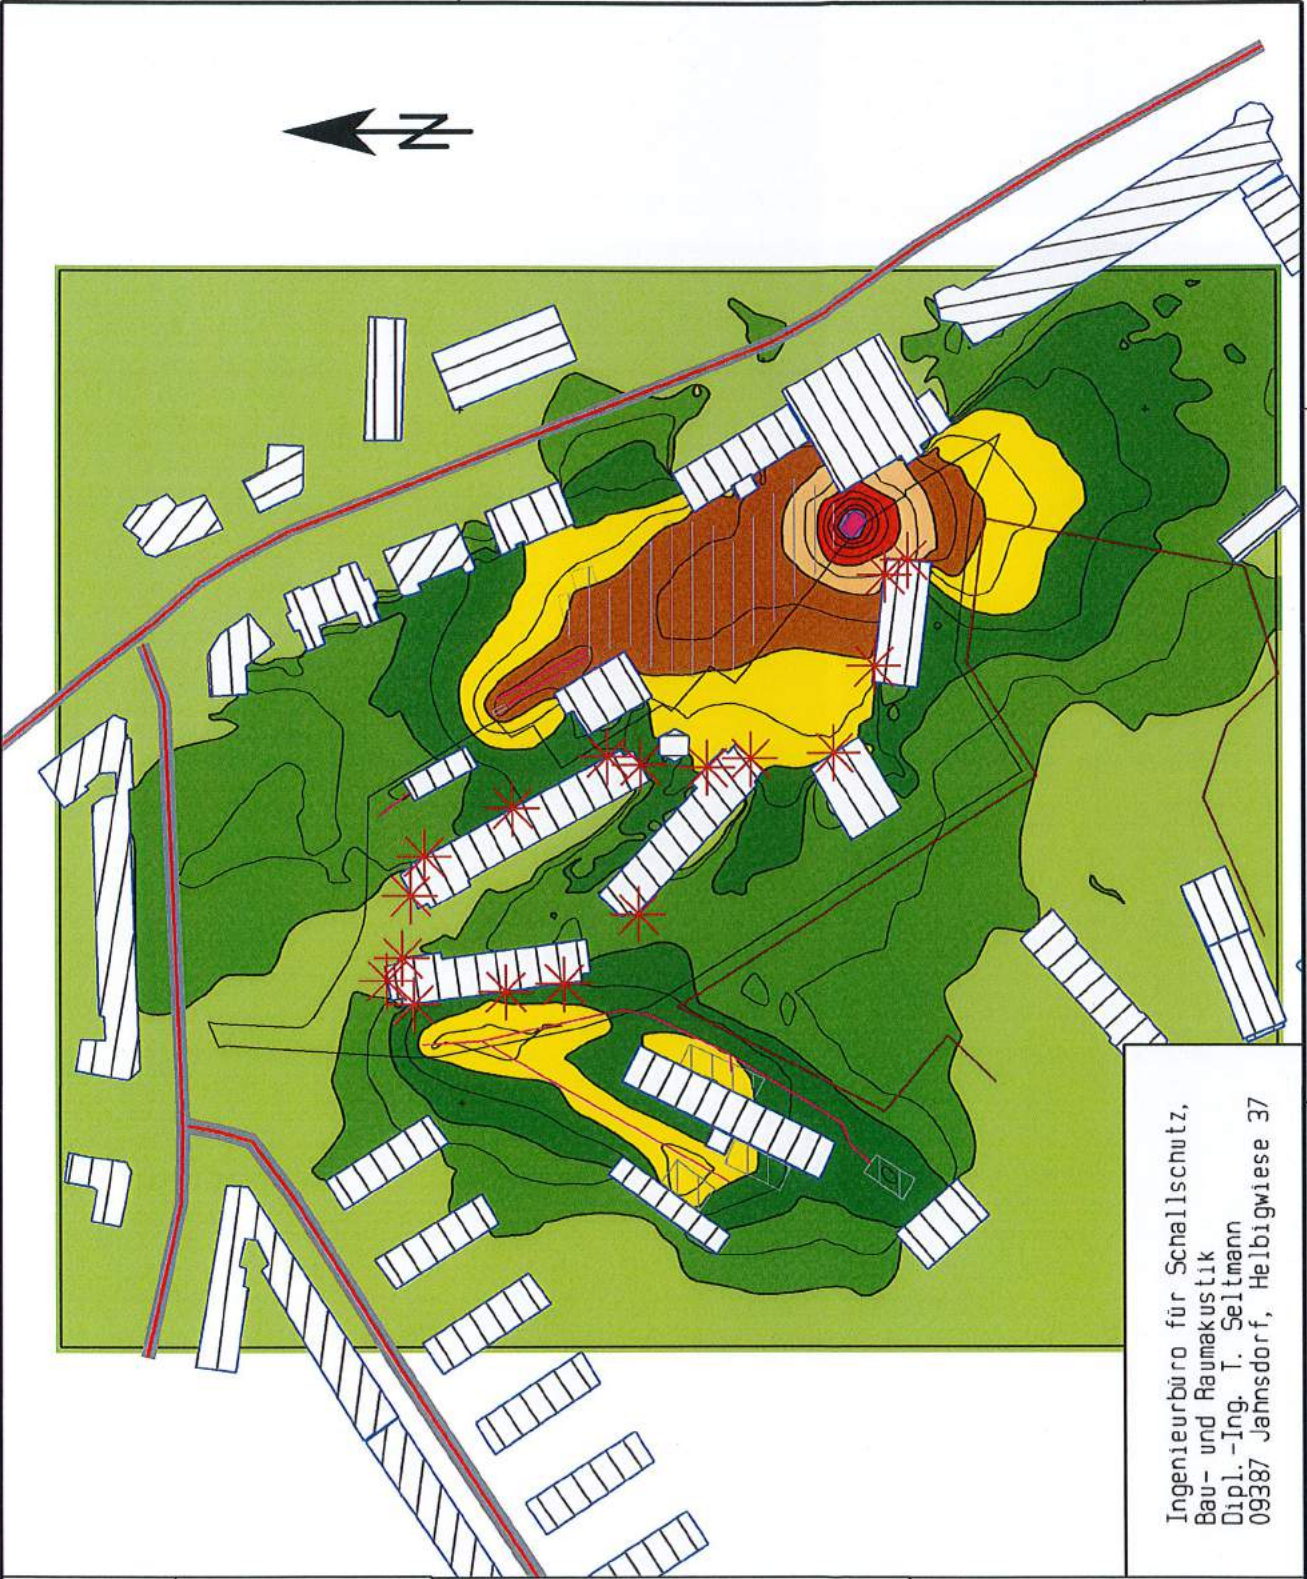 N
Ingenieurbüro für Schallschutz,
Bau- und Raumakustik
Dipl.-Ing. T. Seltmann
09387 Jahnsdorf, Helbigwiese 37